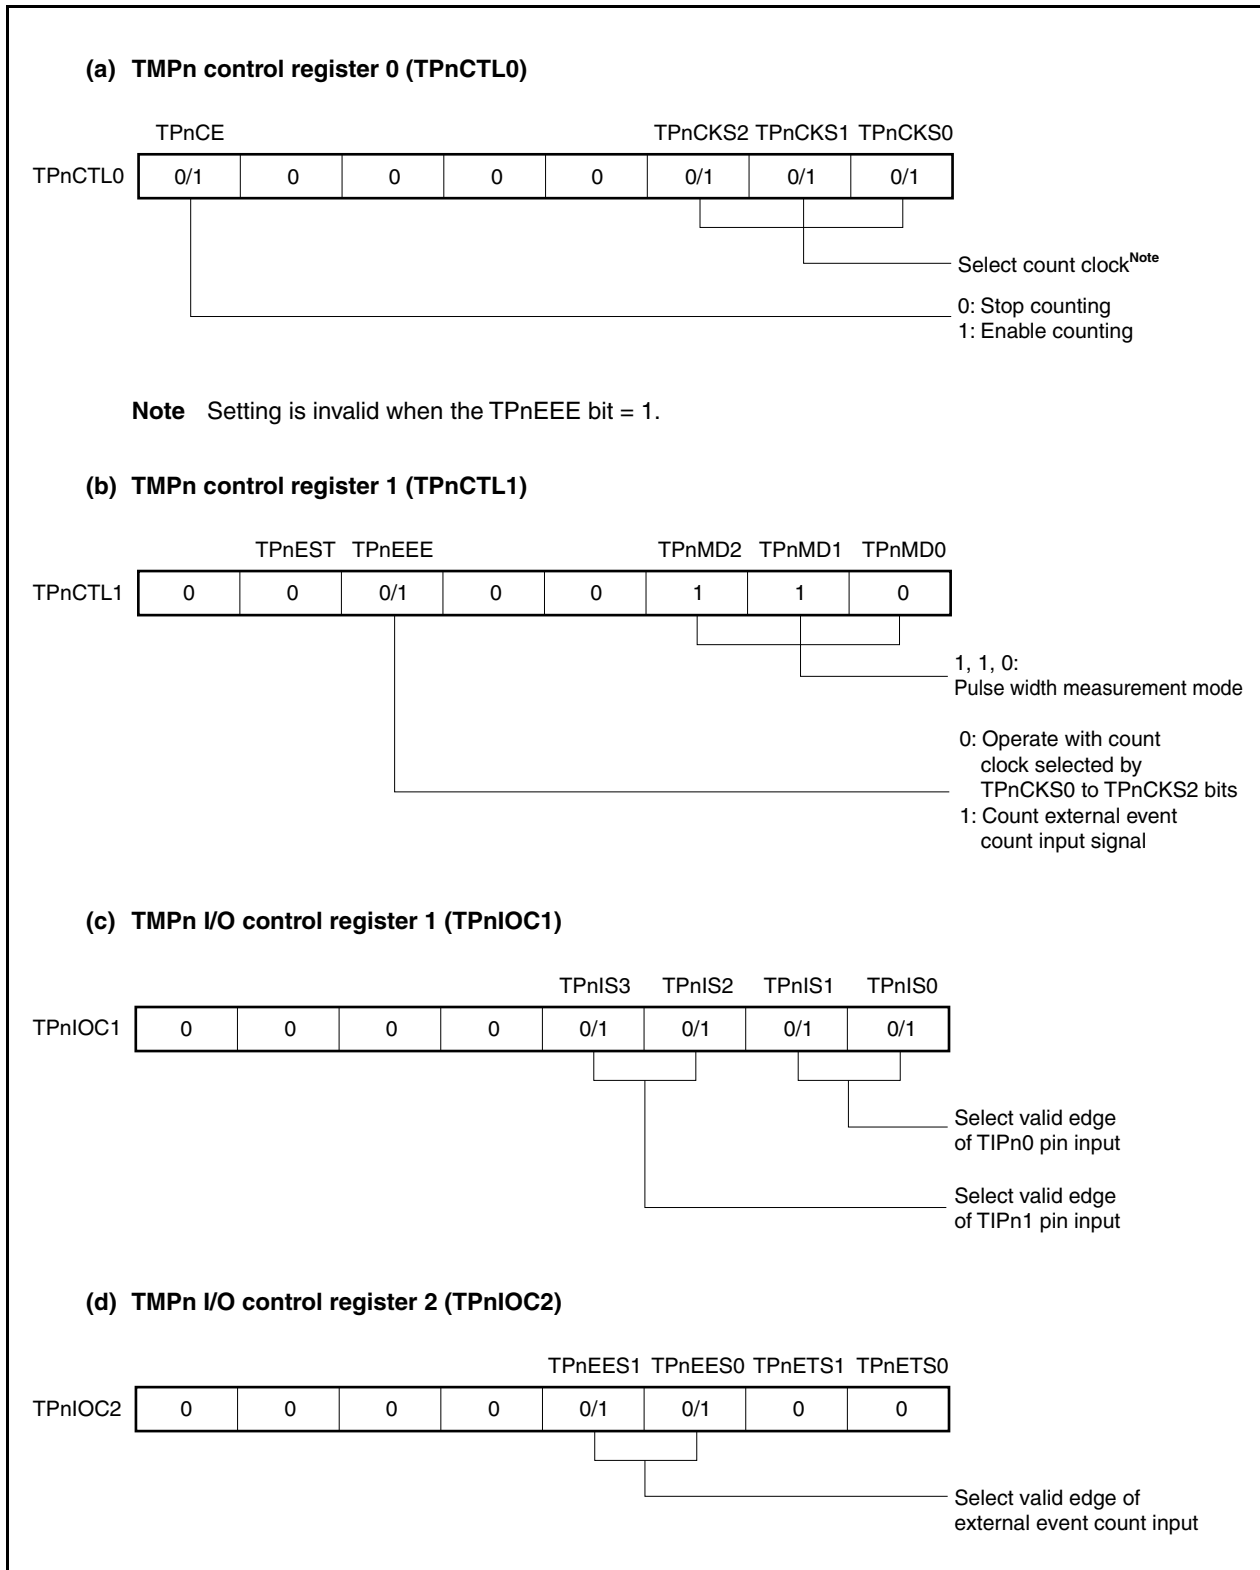 (a) TMPn control register 0 (TPnCTL0)
TPnCE TPnCKS2 TPnCKS1 TPnCKS0
TPnCTL0 0/1 0 0 0 0 0/1 0/1 0/1
Select count clockNote
0: Stop counting
1: Enable counting
Note Setting is invalid when the TPnEEE bit = 1.
(b) TMPn control register 1 (TPnCTL1)
TPnEST TPnEEE TPnMD2 TPnMD1 TPnMD0
TPnCTL1 0 0 0/1 0 0 1 1 0
1, 1, 0:
Pulse width measurement mode
0: Operate with count
clock selected by
TPnCKS0 to TPnCKS2 bits
1: Count external event
count input signal
(c) TMPn I/O control register 1 (TPnIOC1)
TPnIS3 TPnIS2 TPnIS1 TPnIS0
TPnIOC1 0 0 0 0 0/1 0/1 0/1 0/1
Select valid edge
of TIPn0 pin input
Select valid edge
of TIPn1 pin input
(d) TMPn I/O control register 2 (TPnIOC2)
TPnEES1 TPnEES0 TPnETS1 TPnETS0
TPnIOC2 0 0 0 0 0/1 0/1 0 0
Select valid edge of
external event count input